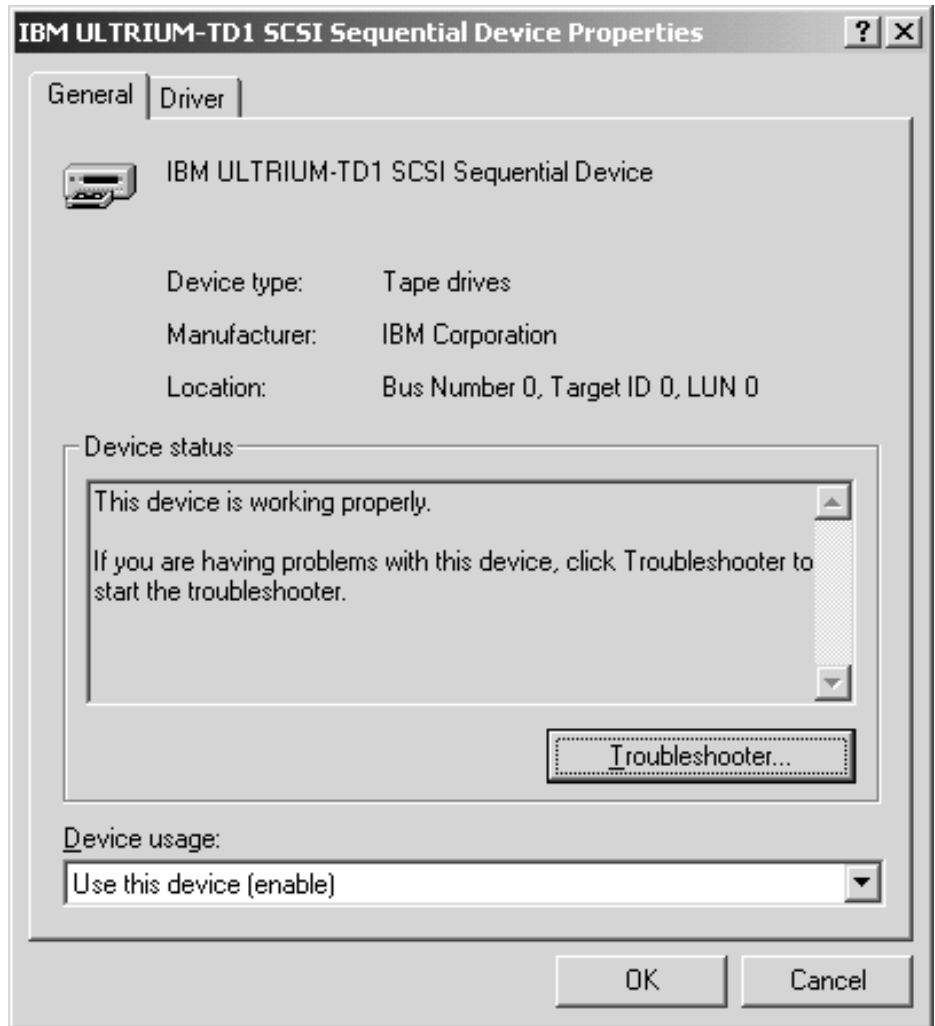 IBM ULTRIUM-TD1 SCSI Sequential Device Properties
General
Driver
IBM ULTRIUM-TD1 SCSI Sequential Device
Device type: Tape drives
Manufacturer: IBM Corporation
Location: Bus Number 0, Target ID 0, LUN 0
Device status
This device is working properly.
If you are having problems with this device, click Troubleshooter to
start the troubleshooter.
Troubleshooter...
Device usage:
Use this device (enable)
OK
Cancel